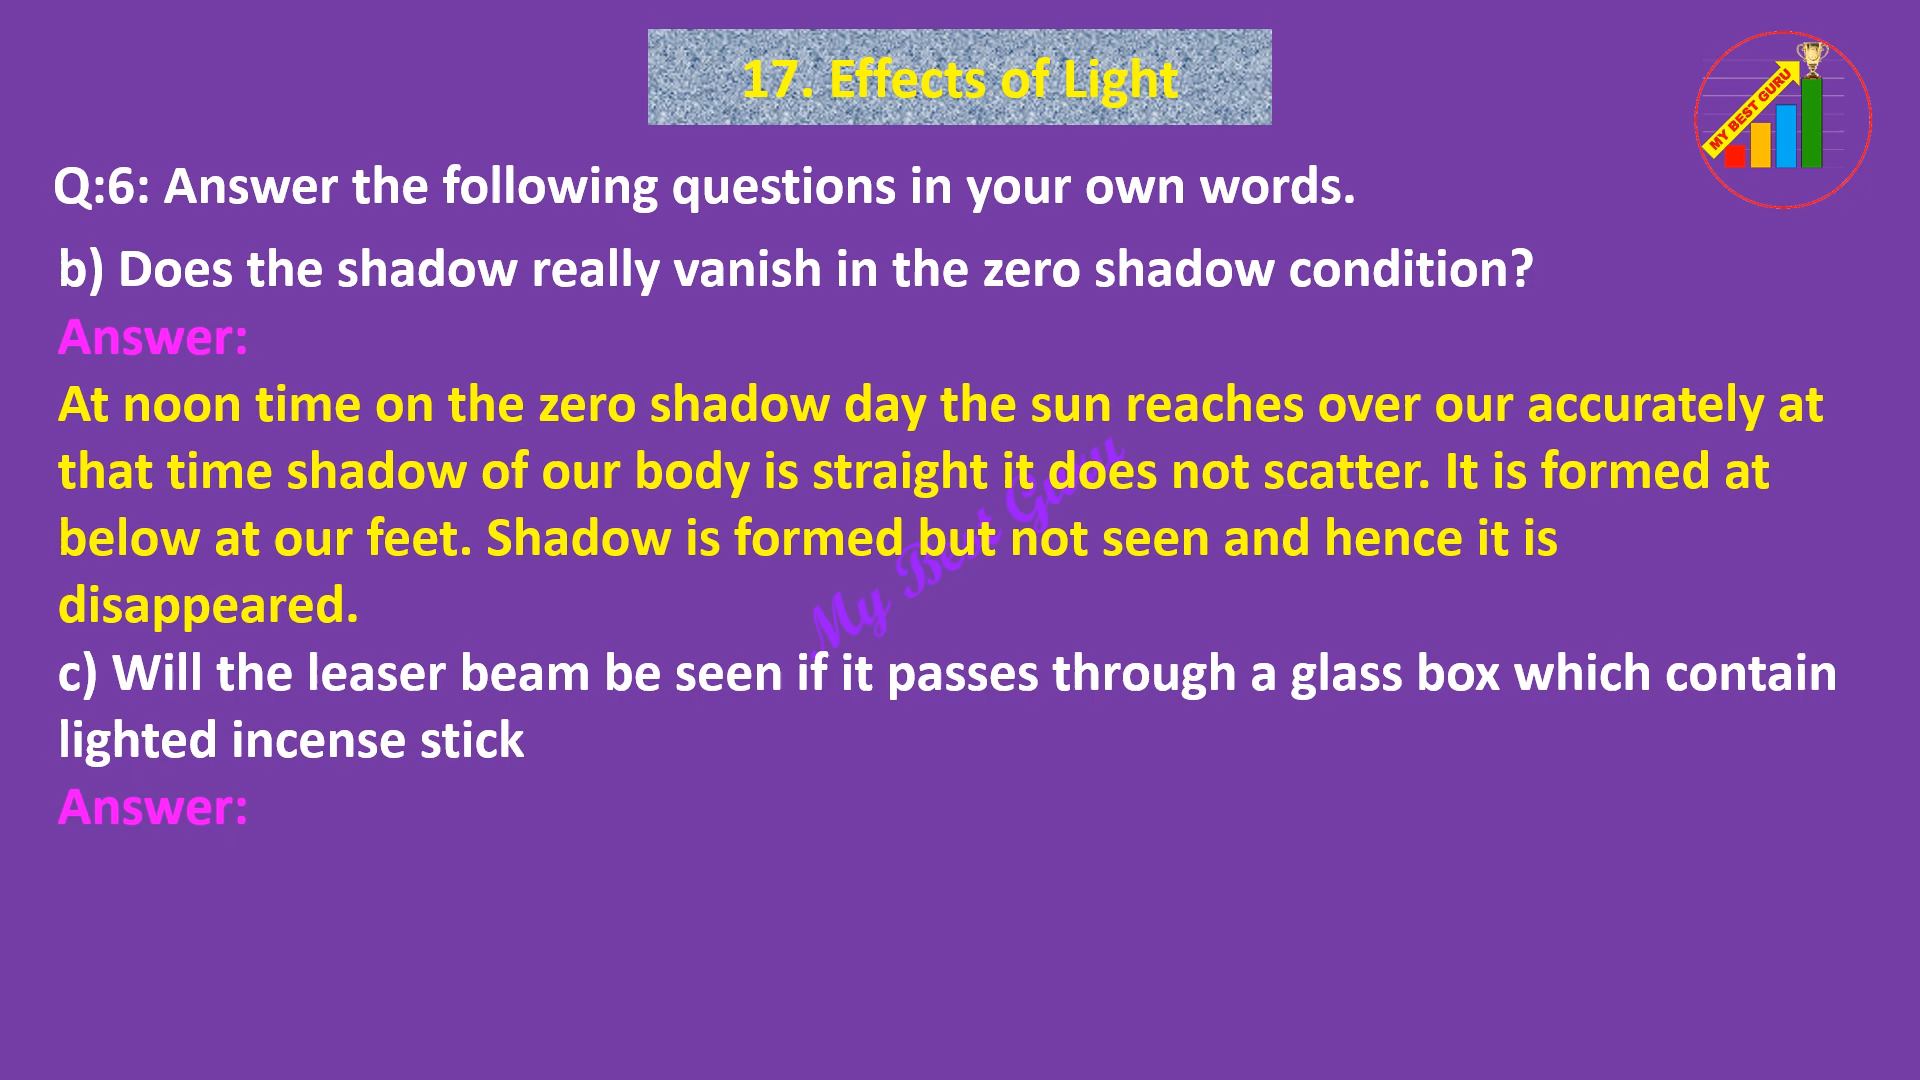 17. Effects of Light
MY BEST GURU
Q:6: Answer the following questions in your own words.
b) Does the shadow really vanish in the zero shadow condition?
Answer:
At noon time on the zero shadow day the sun reaches over our accurately at
that time shadow of our body is straight it does not scatter. It is formed at
below at our feet. Shadow is formed but not seen and hence it is
disappeared.
My Best Guru
c) Will the leaser beam be seen if it passes through a glass box which contain
lighted incense stick
Answer: